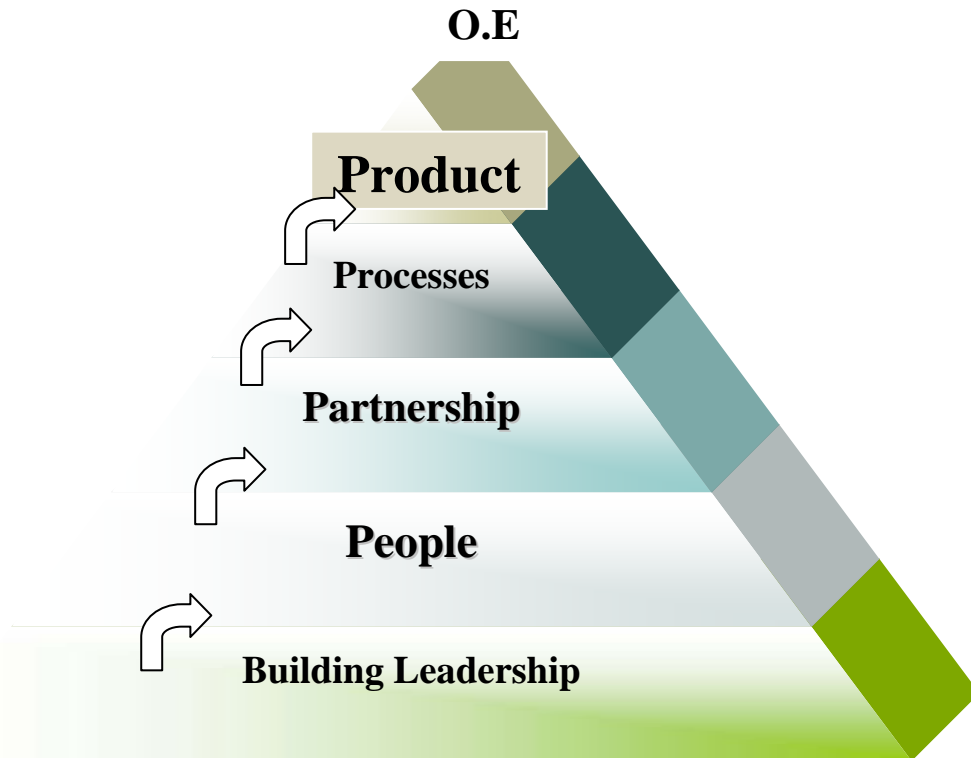 O.E
Product
Processes
Partnership
People
Building Leadership